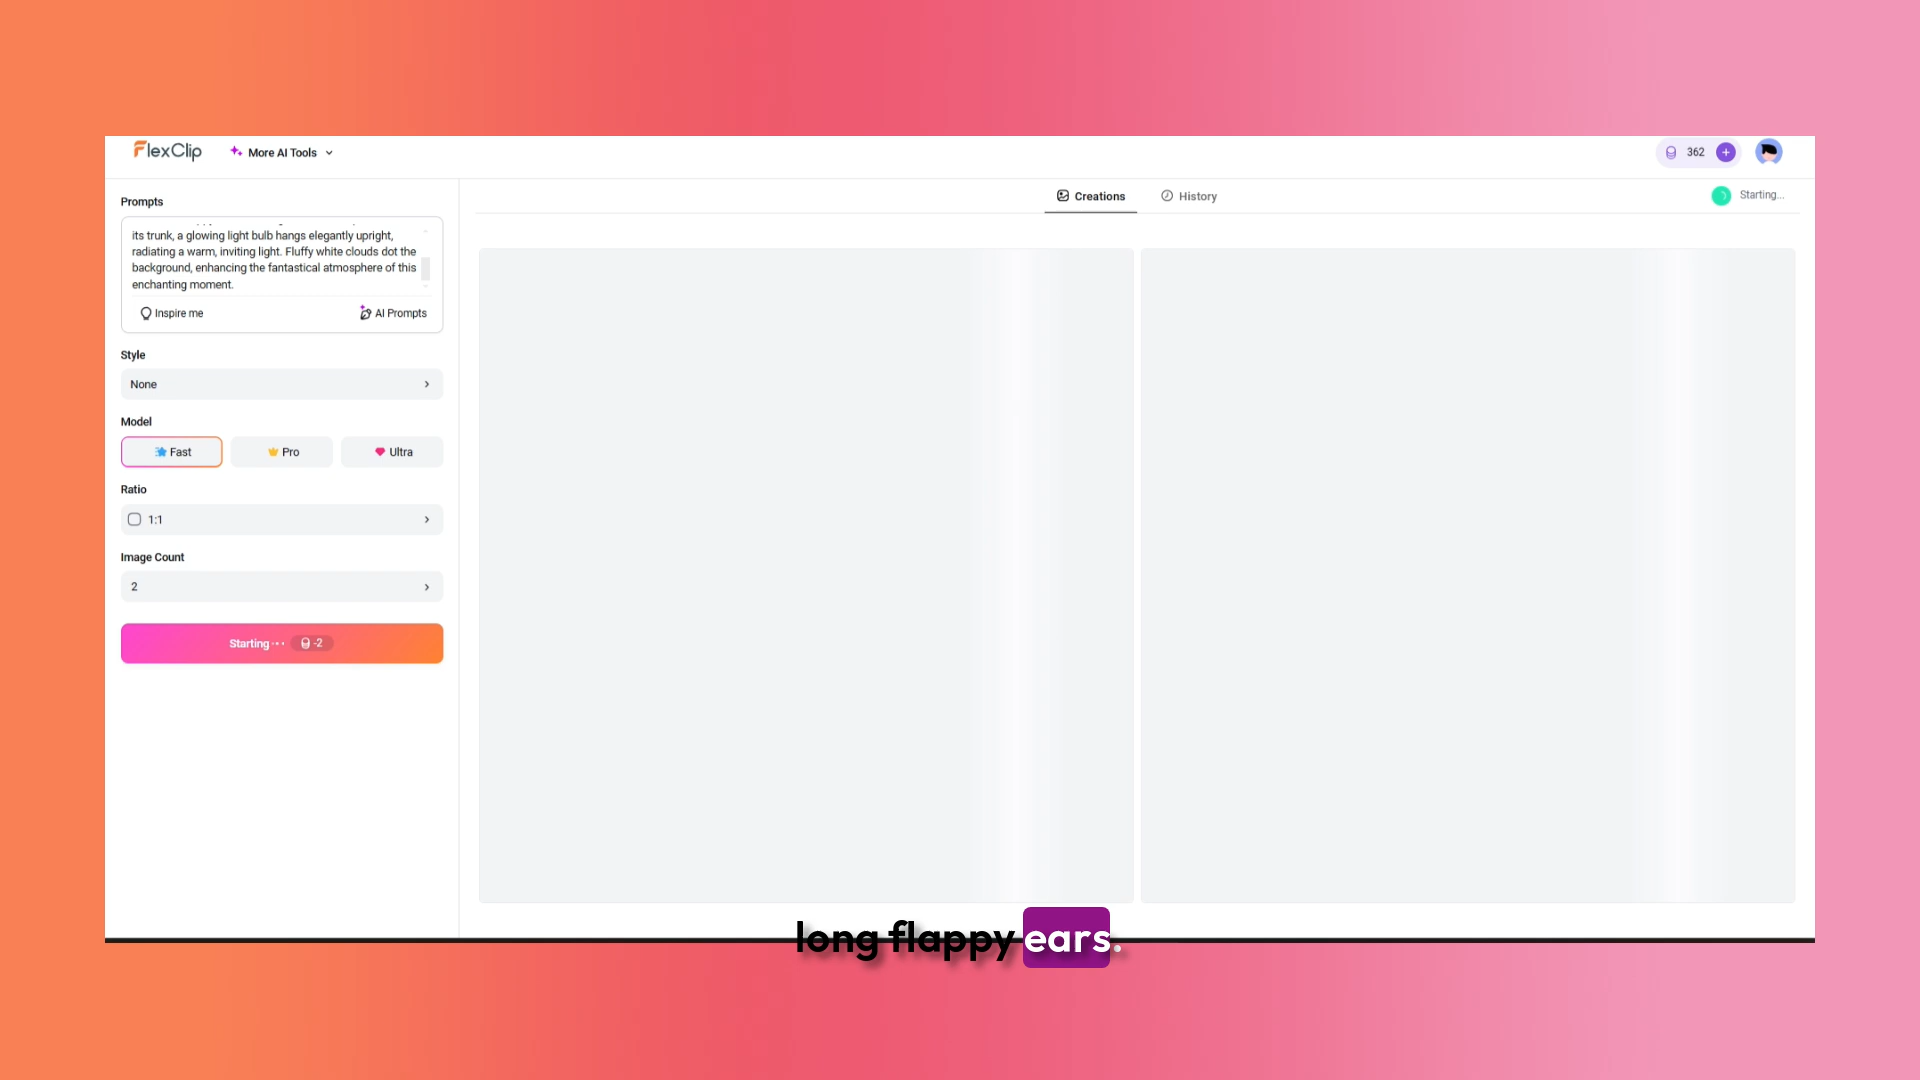 FlexClip
More AI Tools
362
Prompts
Creations
History
Starting...
its trunk, a glowing light bulb hangs elegantly upright,
radiating a warm, inviting light. Fluffy white clouds dot the
background, enhancing the fantastical atmosphere of this
enchanting moment.
Inspire me
AI Prompts
Style
None
Model
Fast
Pro
Ultra
Ratio
1:1
Image Count
2
Starting···
-2
long flappy ears.